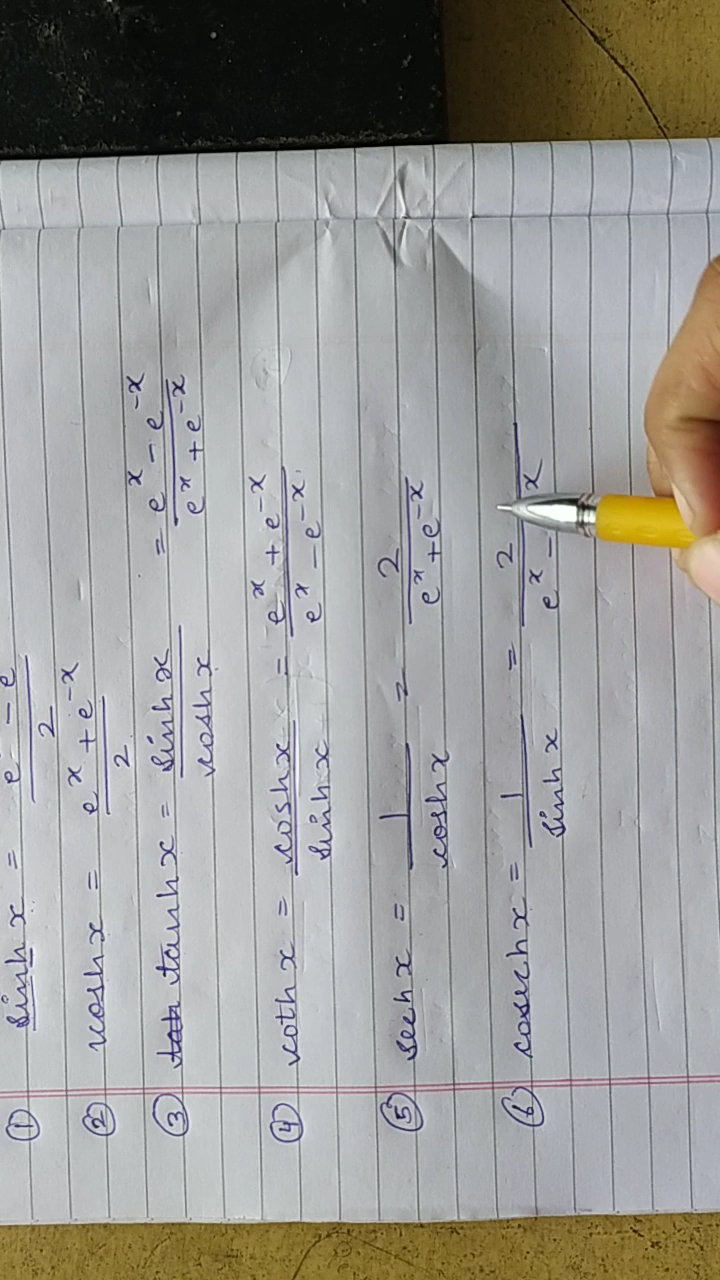 ① sinh x = e - e / 2
② cosh x = e^x + e^-x / 2
③ tanh x = sinh x / cosh x = e^x - e^-x / e^x + e^-x
④ coth x = cosh x / sinh x = e^x + e^-x / e^x - e^-x
⑤ sech x = 1 / cosh x = 2 / e^x + e^-x
⑥ cosech x = 1 / sinh x = 2 / e^x - x